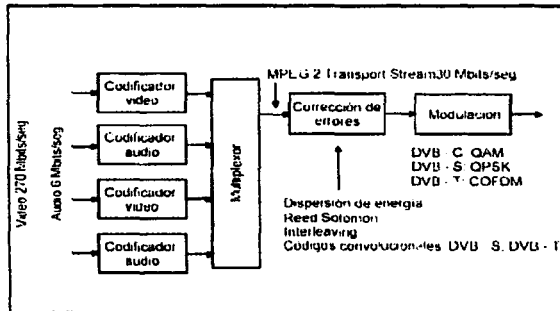 Video 270 Mbits/seg
Audio 6 Mbits/seg
Codificador
video
Codificador
audio
Codificador
video
Codificador
audio
Multiplexor
MPEG 2 Transport Stream30 Mbits/seg
Corrección de
errores
Modulacion
DVB - C: QAM
DVB - S: QPSK
DVB - T: COFDM
Dispersión de energia
Reed Solomon
Interleaving
Códigos convolucionales: DVB - S, DVB - T